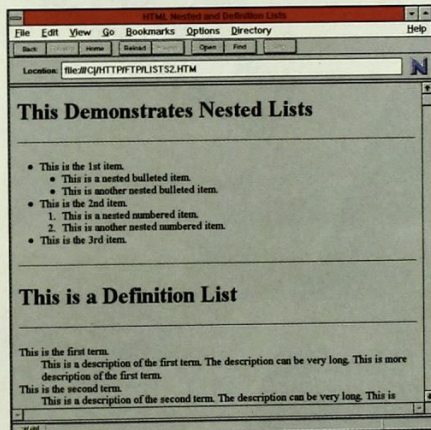 HTML Nested and Definition Lists
File Edit View Go Bookmarks Options Directory Help
Back Home Reload Open Find
Location: file:///C|/HTTP/FTP/LISTS2.HTM
N
This Demonstrates Nested Lists
• This is the 1st item.
• This is a nested bulleted item.
• This is another nested bulleted item.
• This is the 2nd item.
1. This is a nested numbered item.
2. This is another nested numbered item.
• This is the 3rd item.
This is a Definition List
This is the first term.
This is a description of the first term. The description can be very long. This is more
description of the first term.
This is the second term.
This is a description of the second term. The description can be very long. This is